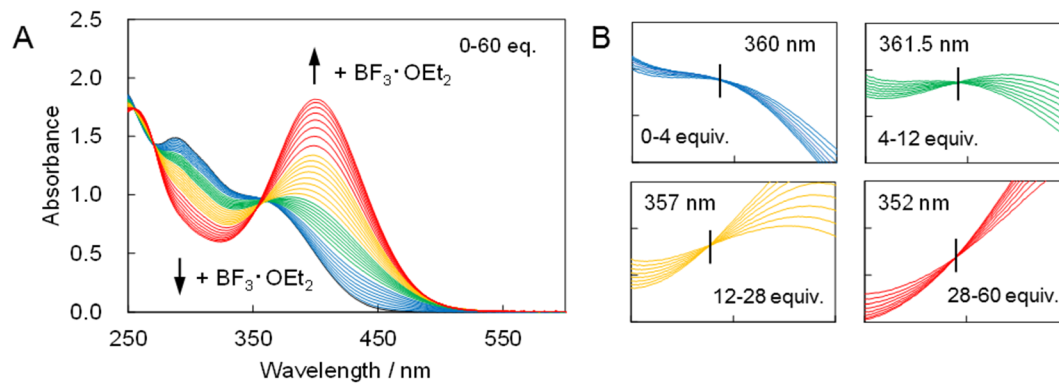 A
2.5
2.0
1.5
1.0
0.5
0.0
Absorbance
250
350
450
550
Wavelength / nm
0-60 eq.
+ BF₃·OEt₂
+ BF₃·OEt₂
B
360 nm
0-4 equiv.
361.5 nm
4-12 equiv.
357 nm
12-28 equiv.
352 nm
28-60 equiv.